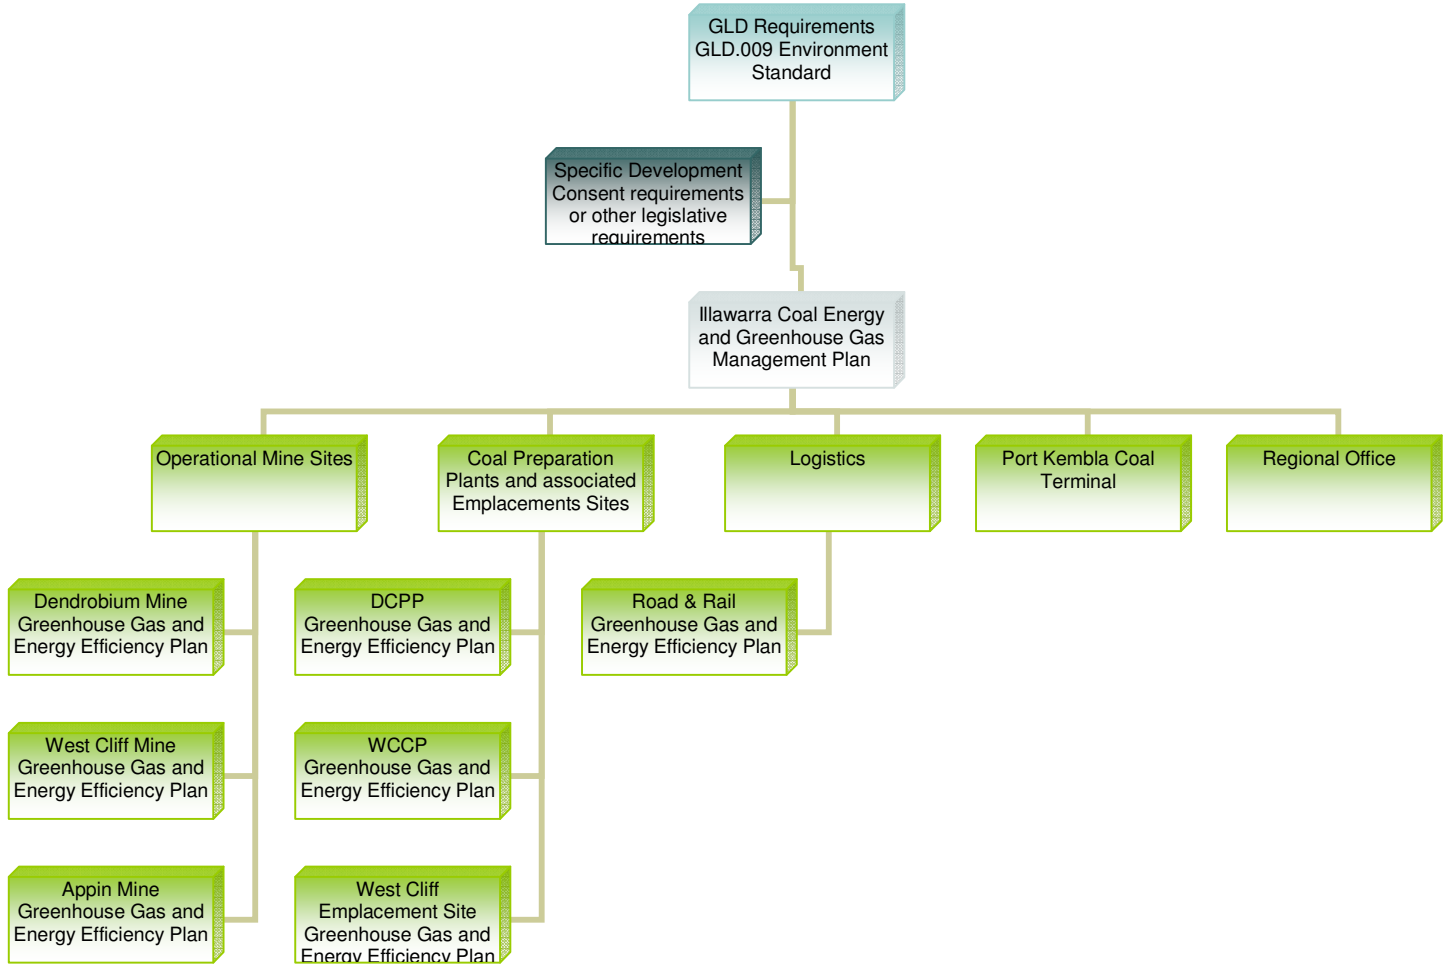 GLD Requirements
GLD.009 Environment
Standard
Specific Development
Consent requirements
or other legislative
requirements
Illawarra Coal Energy
and Greenhouse Gas
Management Plan
Operational Mine Sites
Coal Preparation
Plants and associated
Emplacements Sites
Logistics
Port Kembla Coal
Terminal
Regional Office
Dendrobium Mine
Greenhouse Gas and
Energy Efficiency Plan
DCPP
Greenhouse Gas and
Energy Efficiency Plan
Road & Rail
Greenhouse Gas and
Energy Efficiency Plan
West Cliff Mine
Greenhouse Gas and
Energy Efficiency Plan
WCCP
Greenhouse Gas and
Energy Efficiency Plan
Appin Mine
Greenhouse Gas and
Energy Efficiency Plan
West Cliff
Emplacement Site
Greenhouse Gas and
Energy Efficiency Plan